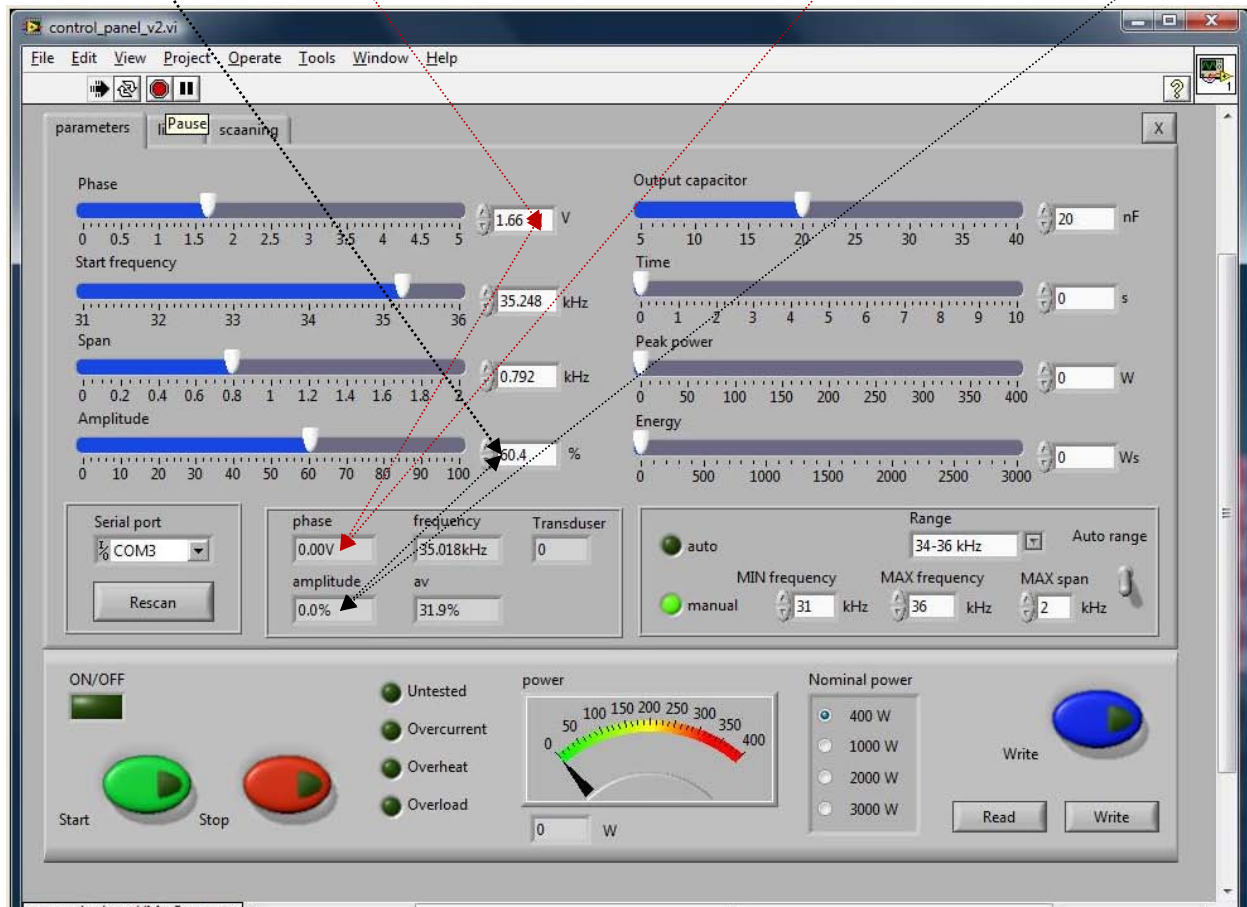 control_panel_v2.vi
File Edit View Project Operate Tools Window Help
1
parameters li Pause scaaning X
Phase
1.66 V
0 0.5 1 1.5 2 2.5 3 3.5 4 4.5 5
Start frequency
35.248 kHz
31 32 33 34 35 36
Span
0.792 kHz
0 0.2 0.4 0.6 0.8 1 1.2 1.4 1.6 1.8 2
Amplitude
60.4 %
0 10 20 30 40 50 60 70 80 90 100
Output capacitor
20 nF
5 10 15 20 25 30 35 40
Time
0 s
0 1 2 3 4 5 6 7 8 9 10
Peak power
0 W
0 50 100 150 200 250 300 350 400
Energy
0 Ws
0 500 1000 1500 2000 2500 3000
Serial port
COM3
Rescan
phase frequency Transduser
0.00V 35.018kHz 0
amplitude av
0.0% 31.9%
auto
manual
Range
34-36 kHz
Auto range
MIN frequency MAX frequency MAX span
31 kHz 36 kHz 2 kHz
ON/OFF
Start Stop
Untested
Overcurrent
Overheat
Overload
power
0 50 100 150 200 250 300 350 400
0 W
Nominal power
400 W
1000 W
2000 W
3000 W
Write
Read Write